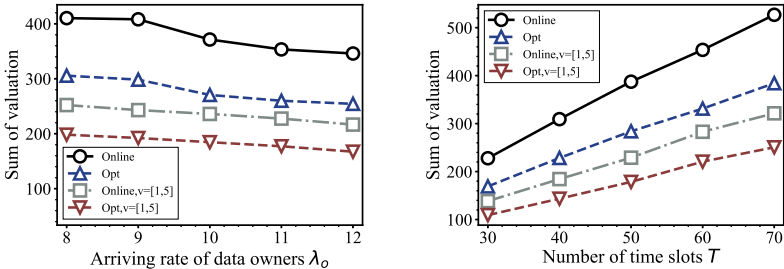 Sum of valuation
400
300
200
100
Online
Opt
Online,v=[1,5]
Opt,v=[1,5]
8 9 10 11 12
Arriving rate of data owners λo
Sum of valuation
500
400
300
200
100
Online
Opt
Online,v=[1,5]
Opt,v=[1,5]
30 40 50 60 70
Number of time slots T